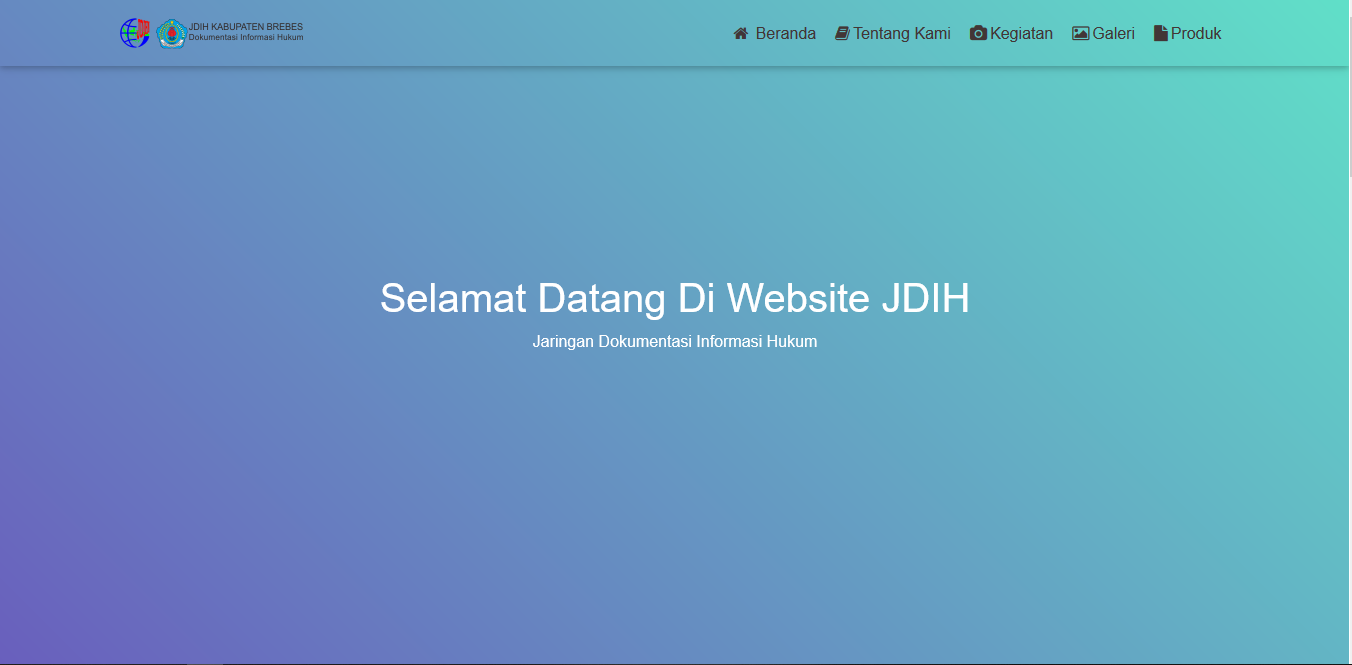 JDIH KABUPATEN BREBES
Dokumentasi Informasi Hukum
Beranda Tentang Kami Kegiatan Galeri Produk
Selamat Datang Di Website JDIH
Jaringan Dokumentasi Informasi Hukum